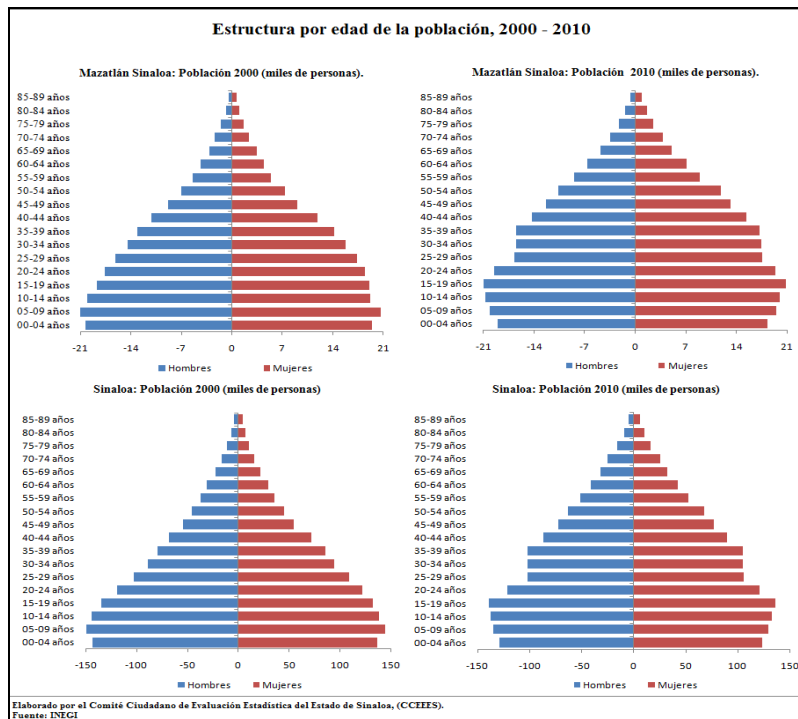 Estructura por edad de la población, 2000 - 2010
Mazatlán Sinaloa: Población 2000 (miles de personas).
85-89 años
80-84 años
75-79 años
70-74 años
65-69 años
60-64 años
55-59 años
50-54 años
45-49 años
40-44 años
35-39 años
30-34 años
25-29 años
20-24 años
15-19 años
10-14 años
05-09 años
00-04 años
-21 -14 -7 0 7 14 21
Hombres Mujeres
Mazatlán Sinaloa: Población 2010 (miles de personas).
85-89 años
80-84 años
75-79 años
70-74 años
65-69 años
60-64 años
55-59 años
50-54 años
45-49 años
40-44 años
35-39 años
30-34 años
25-29 años
20-24 años
15-19 años
10-14 años
05-09 años
00-04 años
-21 -14 -7 0 7 14 21
Hombres Mujeres
Sinaloa: Población 2000 (miles de personas)
85-89 años
80-84 años
75-79 años
70-74 años
65-69 años
60-64 años
55-59 años
50-54 años
45-49 años
40-44 años
35-39 años
30-34 años
25-29 años
20-24 años
15-19 años
10-14 años
05-09 años
00-04 años
-150 -100 -50 0 50 100 150
Hombres Mujeres
Sinaloa: Población 2010 (miles de personas)
85-89 años
80-84 años
75-79 años
70-74 años
65-69 años
60-64 años
55-59 años
50-54 años
45-49 años
40-44 años
35-39 años
30-34 años
25-29 años
20-24 años
15-19 años
10-14 años
05-09 años
00-04 años
-150 -100 -50 0 50 100 150
Hombres Mujeres
Elaborado por el Comité Ciudadano de Evaluación Estadística del Estado de Sinaloa, (CCEEES).
Fuente: INEGI